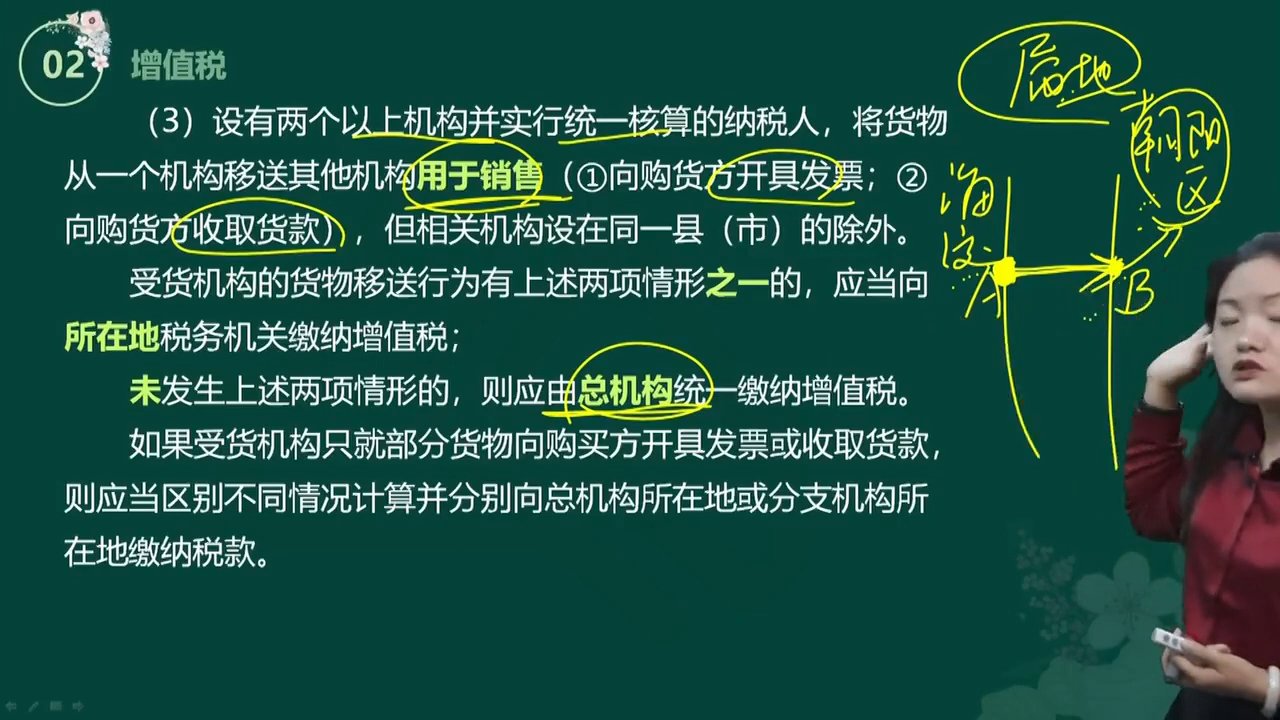 02 增值税
（3）设有两个以上机构并实行统一核算的纳税人，将货物
从一个机构移送其他机构用于销售（①向购货方开具发票；②
向购货方收取货款），但相关机构设在同一县（市）的除外。
受货机构的货物移送行为有上述两项情形之一的，应当向
所在地税务机关缴纳增值税；
未发生上述两项情形的，则应由总机构统一缴纳增值税。
如果受货机构只就部分货物向购买方开具发票或收取货款，
则应当区别不同情况计算并分别向总机构所在地或分支机构所
在地缴纳税款。
属地
朝阳
区
海
A
B